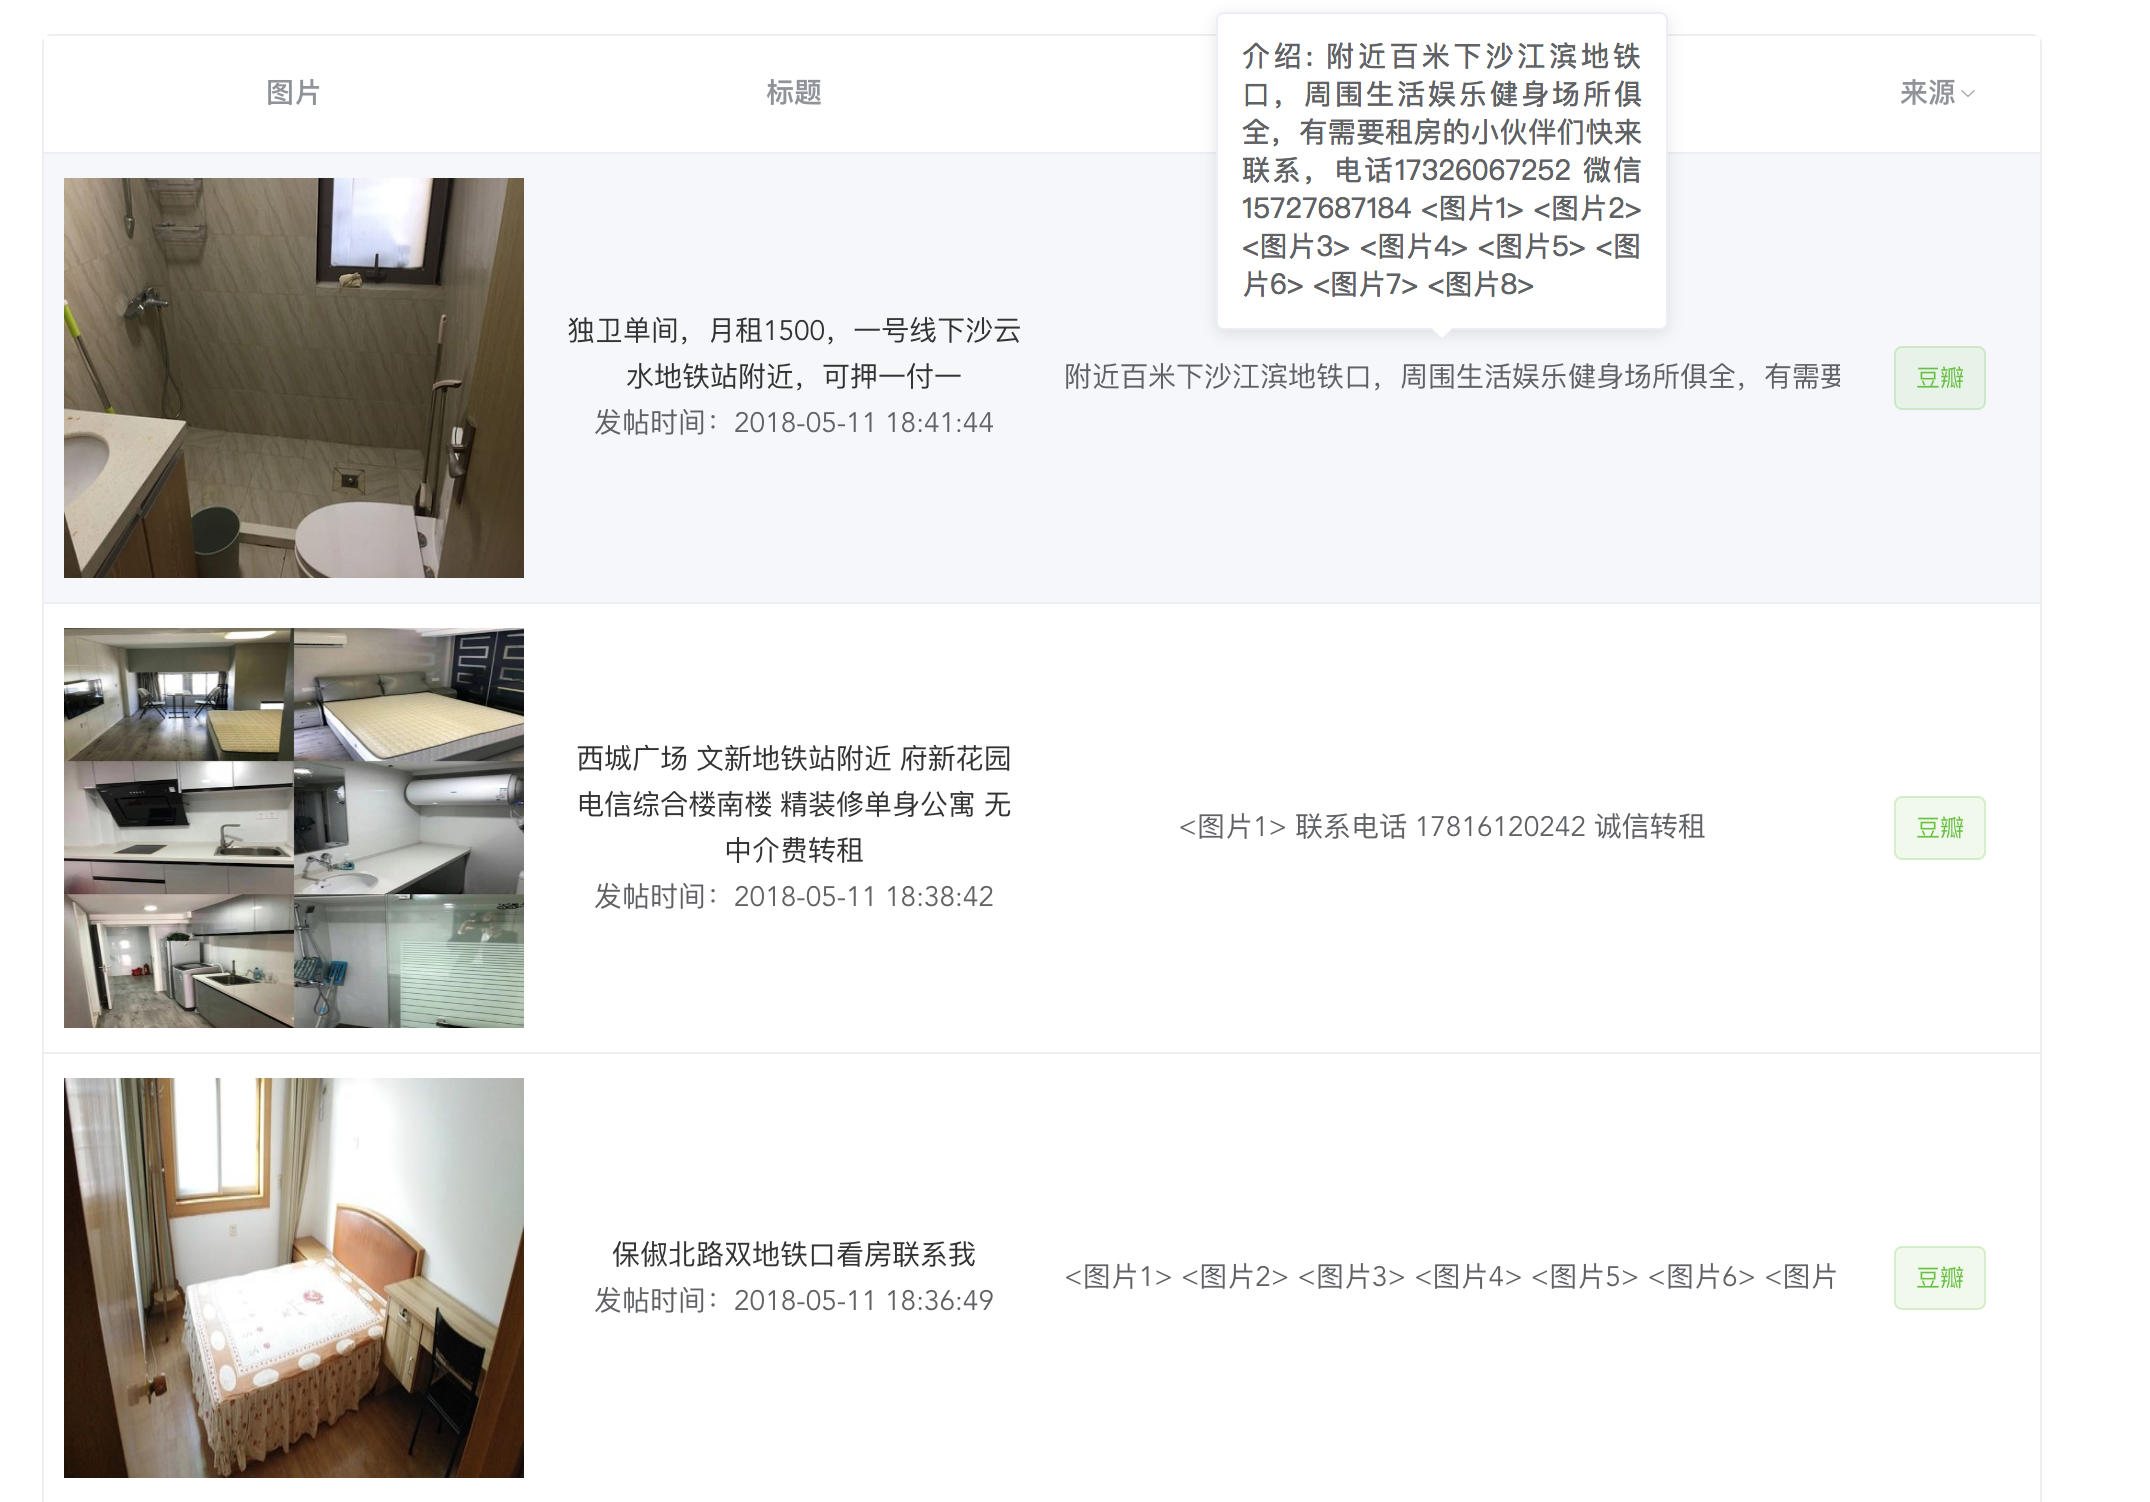 图片
标题
来源
介绍: 附近百米下沙江滨地铁
口，周围生活娱乐健身场所俱
全，有需要租房的小伙伴们快来
联系，电话17326067252 微信
15727687184 <图片1> <图片2>
<图片3> <图片4> <图片5> <图
片6> <图片7> <图片8>
独卫单间，月租1500，一号线下沙云
水地铁站附近，可押一付一
发帖时间：2018-05-11 18:41:44
附近百米下沙江滨地铁口，周围生活娱乐健身场所俱全，有需要
豆瓣
西城广场 文新地铁站附近 府新花园
电信综合楼南楼 精装修单身公寓 无
中介费转租
发帖时间：2018-05-11 18:38:42
<图片1> 联系电话 17816120242 诚信转租
豆瓣
保俶北路双地铁口看房联系我
发帖时间：2018-05-11 18:36:49
<图片1> <图片2> <图片3> <图片4> <图片5> <图片6> <图片
豆瓣